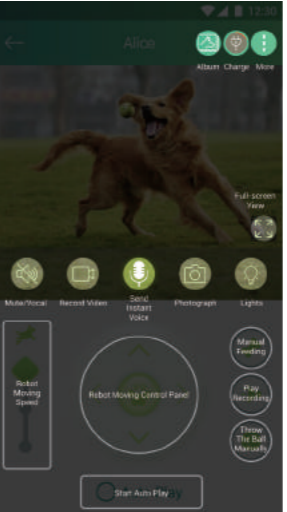 12:30
Alice
Album Charge More
Full-screen
View
Mute/Vocal Record Video Send Instant Voice Photograph Lights
Robot
Moving
Speed
Robot Moving Control Panel
Manual
Feeding
Play
Recording
Throw
The Ball
Manually
Start Auto Play